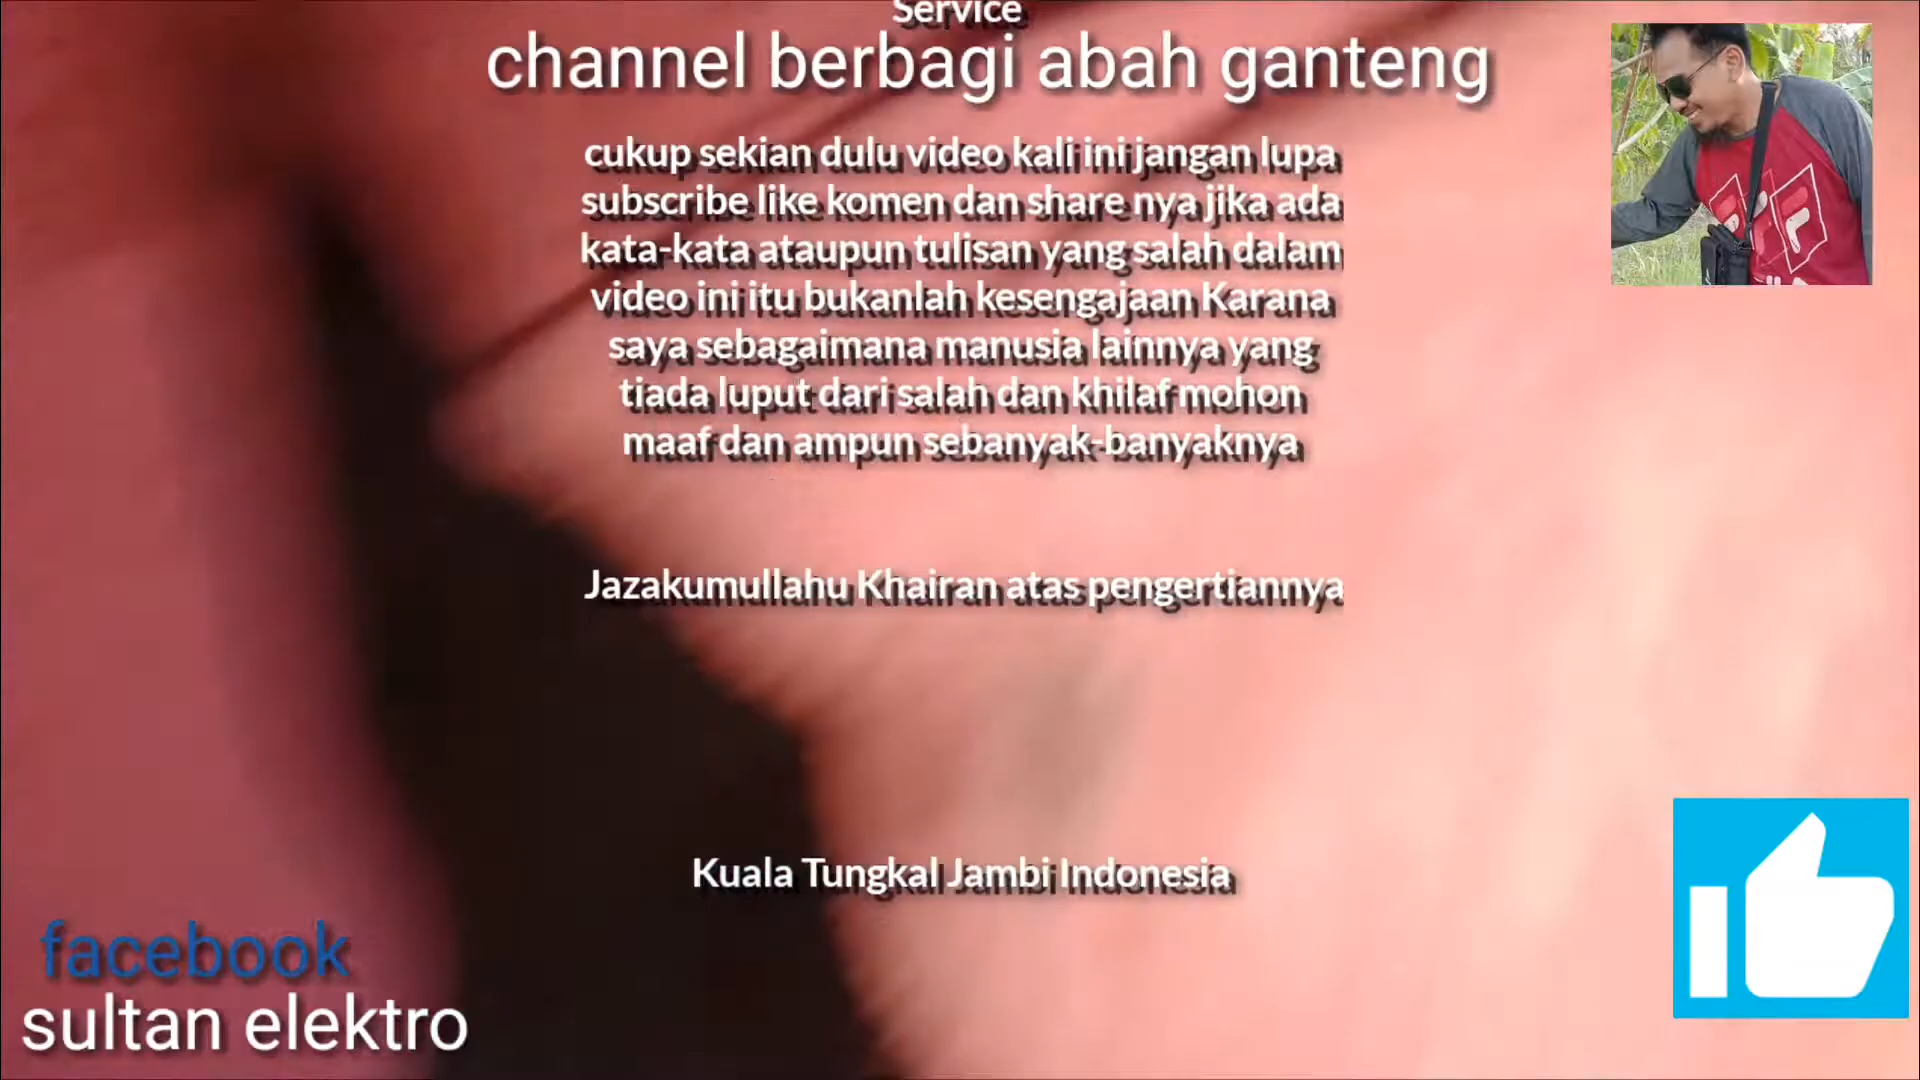 Service
channel berbagi abah ganteng
cukup sekian dulu video kali ini jangan lupa
subscribe like komen dan share nya jika ada
kata-kata ataupun tulisan yang salah dalam
video ini itu bukanlah kesengajaan Karana
saya sebagaimana manusia lainnya yang
tiada luput dari salah dan khilaf mohon
maaf dan ampun sebanyak-banyaknya
Jazakumullahu Khairan atas pengertiannya
Kuala Tungkal Jambi Indonesia
facebook
sultan elektro